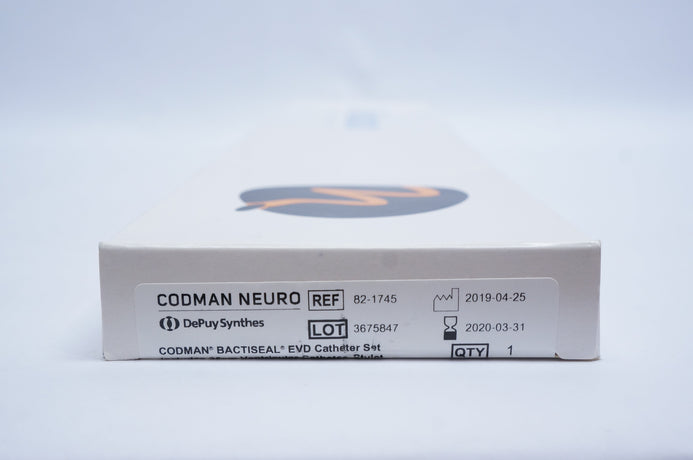 CODMAN NEURO REF 82-1745 2019-04-25
DePuy Synthes LOT 3675847 2020-03-31
CODMAN® BACTISEAL® EVD Catheter Set QTY 1